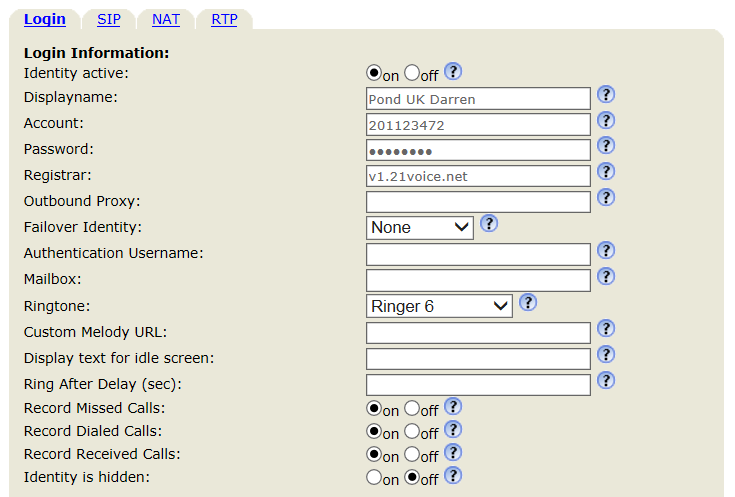 Login SIP NAT RTP
Login Information:
Identity active: on off ?
Displayname: Pond UK Darren ?
Account: 201123472 ?
Password: ●●●●●●●● ?
Registrar: v1.21voice.net ?
Outbound Proxy: ?
Failover Identity: None ?
Authentication Username: ?
Mailbox: ?
Ringtone: Ringer 6 ?
Custom Melody URL: ?
Display text for idle screen: ?
Ring After Delay (sec): ?
Record Missed Calls: on off ?
Record Dialed Calls: on off ?
Record Received Calls: on off ?
Identity is hidden: on off ?